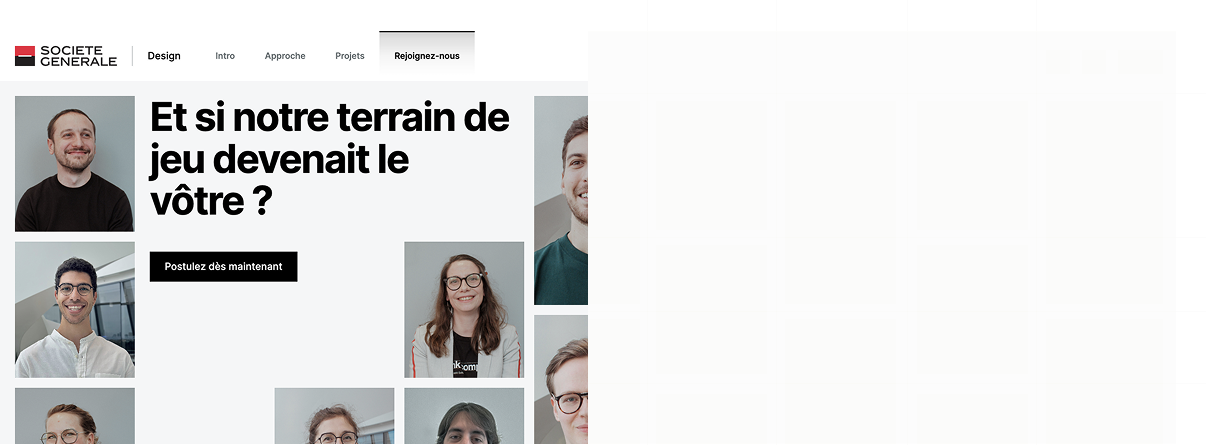 SOCIETE
GENERALE
Design
Intro
Approche
Projets
Rejoignez-nous
Et si notre terrain de
jeu devenait le
vôtre ?
Postulez dès maintenant